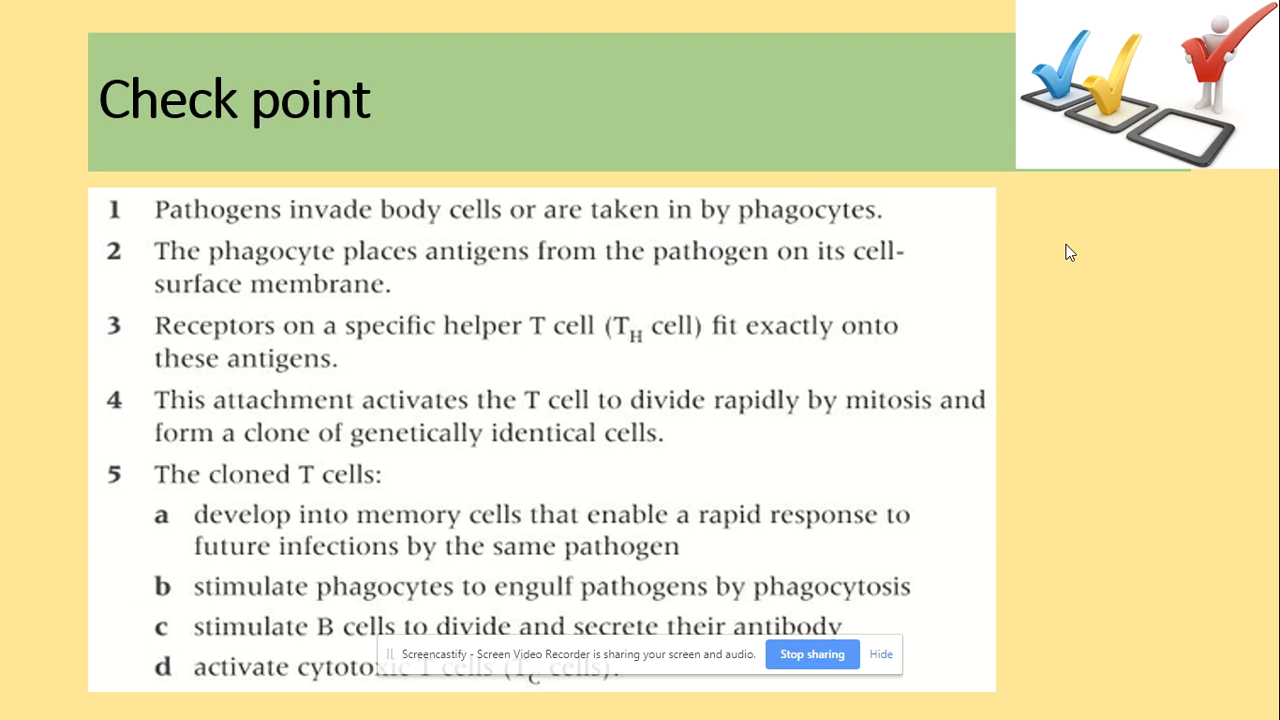 Check point
1 Pathogens invade body cells or are taken in by phagocytes.
2 The phagocyte places antigens from the pathogen on its cell-
surface membrane.
3 Receptors on a specific helper T cell (T_H cell) fit exactly onto
these antigens.
4 This attachment activates the T cell to divide rapidly by mitosis and
form a clone of genetically identical cells.
5 The cloned T cells:
a develop into memory cells that enable a rapid response to
future infections by the same pathogen
b stimulate phagocytes to engulf pathogens by phagocytosis
c stimulate B cells to divide and secrete their antibody
Screencastify - Screen Video Recorder is sharing your screen and audio. Stop sharing Hide
d activate cytotoxic T cells (T_C cells).